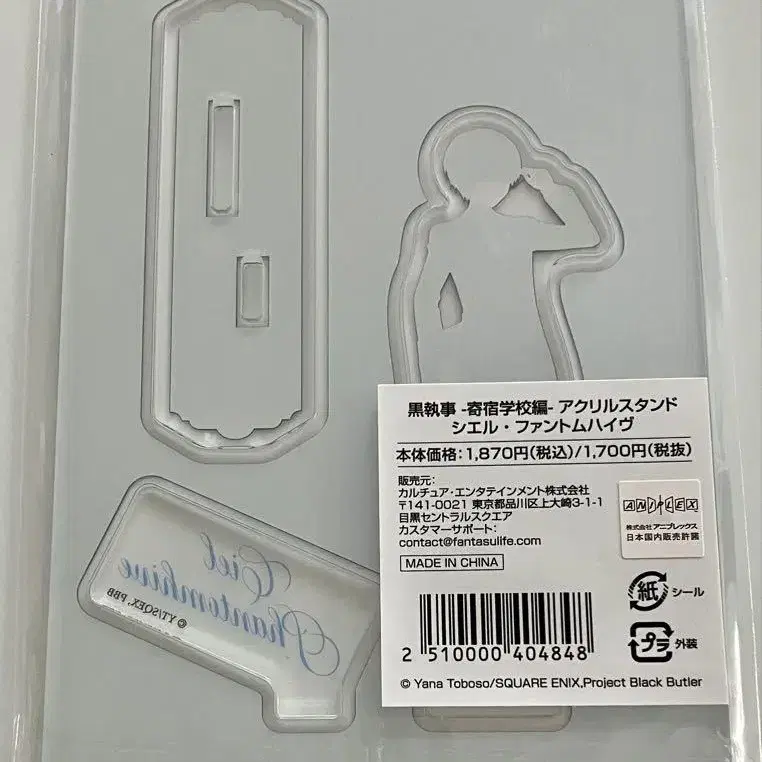 黒執事 -寄宿学校編- アクリルスタンド
シエル・ファントムハイヴ
本体価格:1,870円(税込)/1,700円(税抜)
販売元:
カルチュア・エンタテインメント株式会社
〒141-0021 東京都品川区上大崎3-1-1
目黒セントラルスクエア
カスタマーサポート:
contact@fantasulife.com
MADE IN CHINA
ANIPLEX
株式会社アニプレックス
日本国内販売許諾
紙 シール
プラ 外装
2 510000 404848
© Yana Toboso/SQUARE ENIX,Project Black Butler
Ciel
Phantomhive
© YT/SQEX, PBB